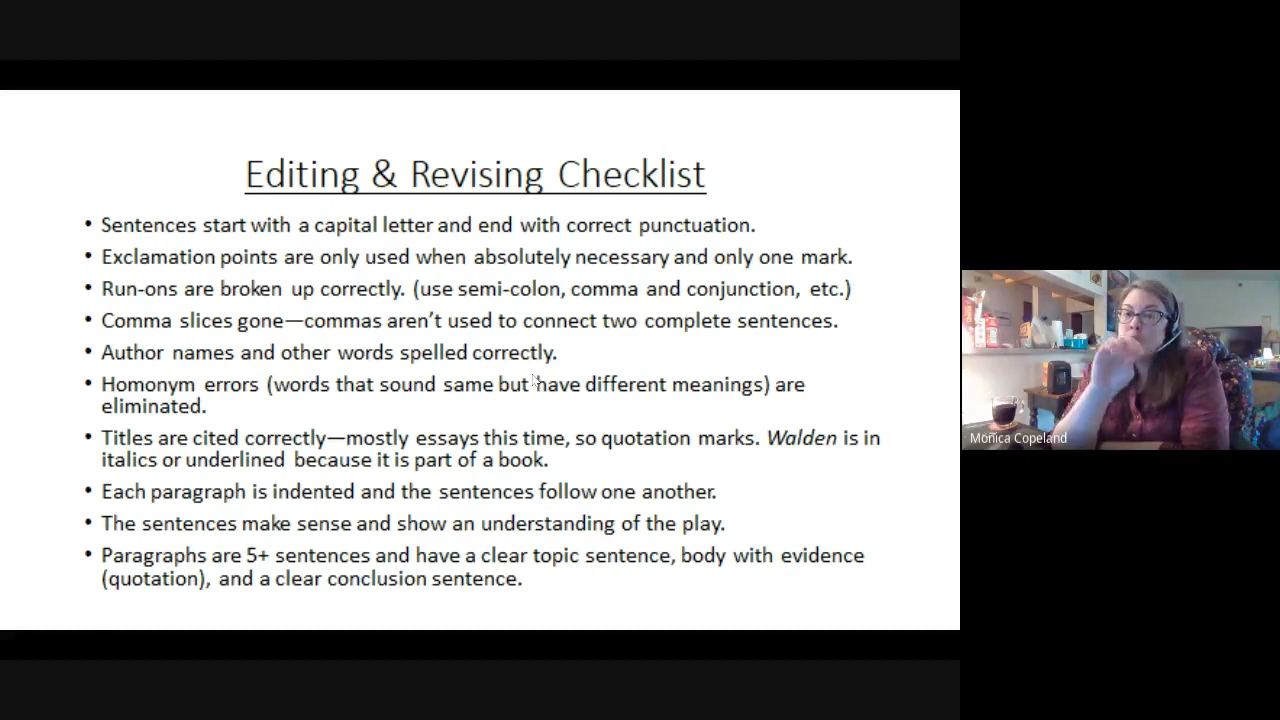 Editing & Revising Checklist
• Sentences start with a capital letter and end with correct punctuation.
• Exclamation points are only used when absolutely necessary and only one mark.
• Run-ons are broken up correctly. (use semi-colon, comma and conjunction, etc.)
• Comma slices gone—commas aren’t used to connect two complete sentences.
• Author names and other words spelled correctly.
• Homonym errors (words that sound same but have different meanings) are
eliminated.
• Titles are cited correctly—mostly essays this time, so quotation marks. Walden is in
italics or underlined because it is part of a book.
• Each paragraph is indented and the sentences follow one another.
• The sentences make sense and show an understanding of the play.
• Paragraphs are 5+ sentences and have a clear topic sentence, body with evidence
(quotation), and a clear conclusion sentence.
Monica Copeland